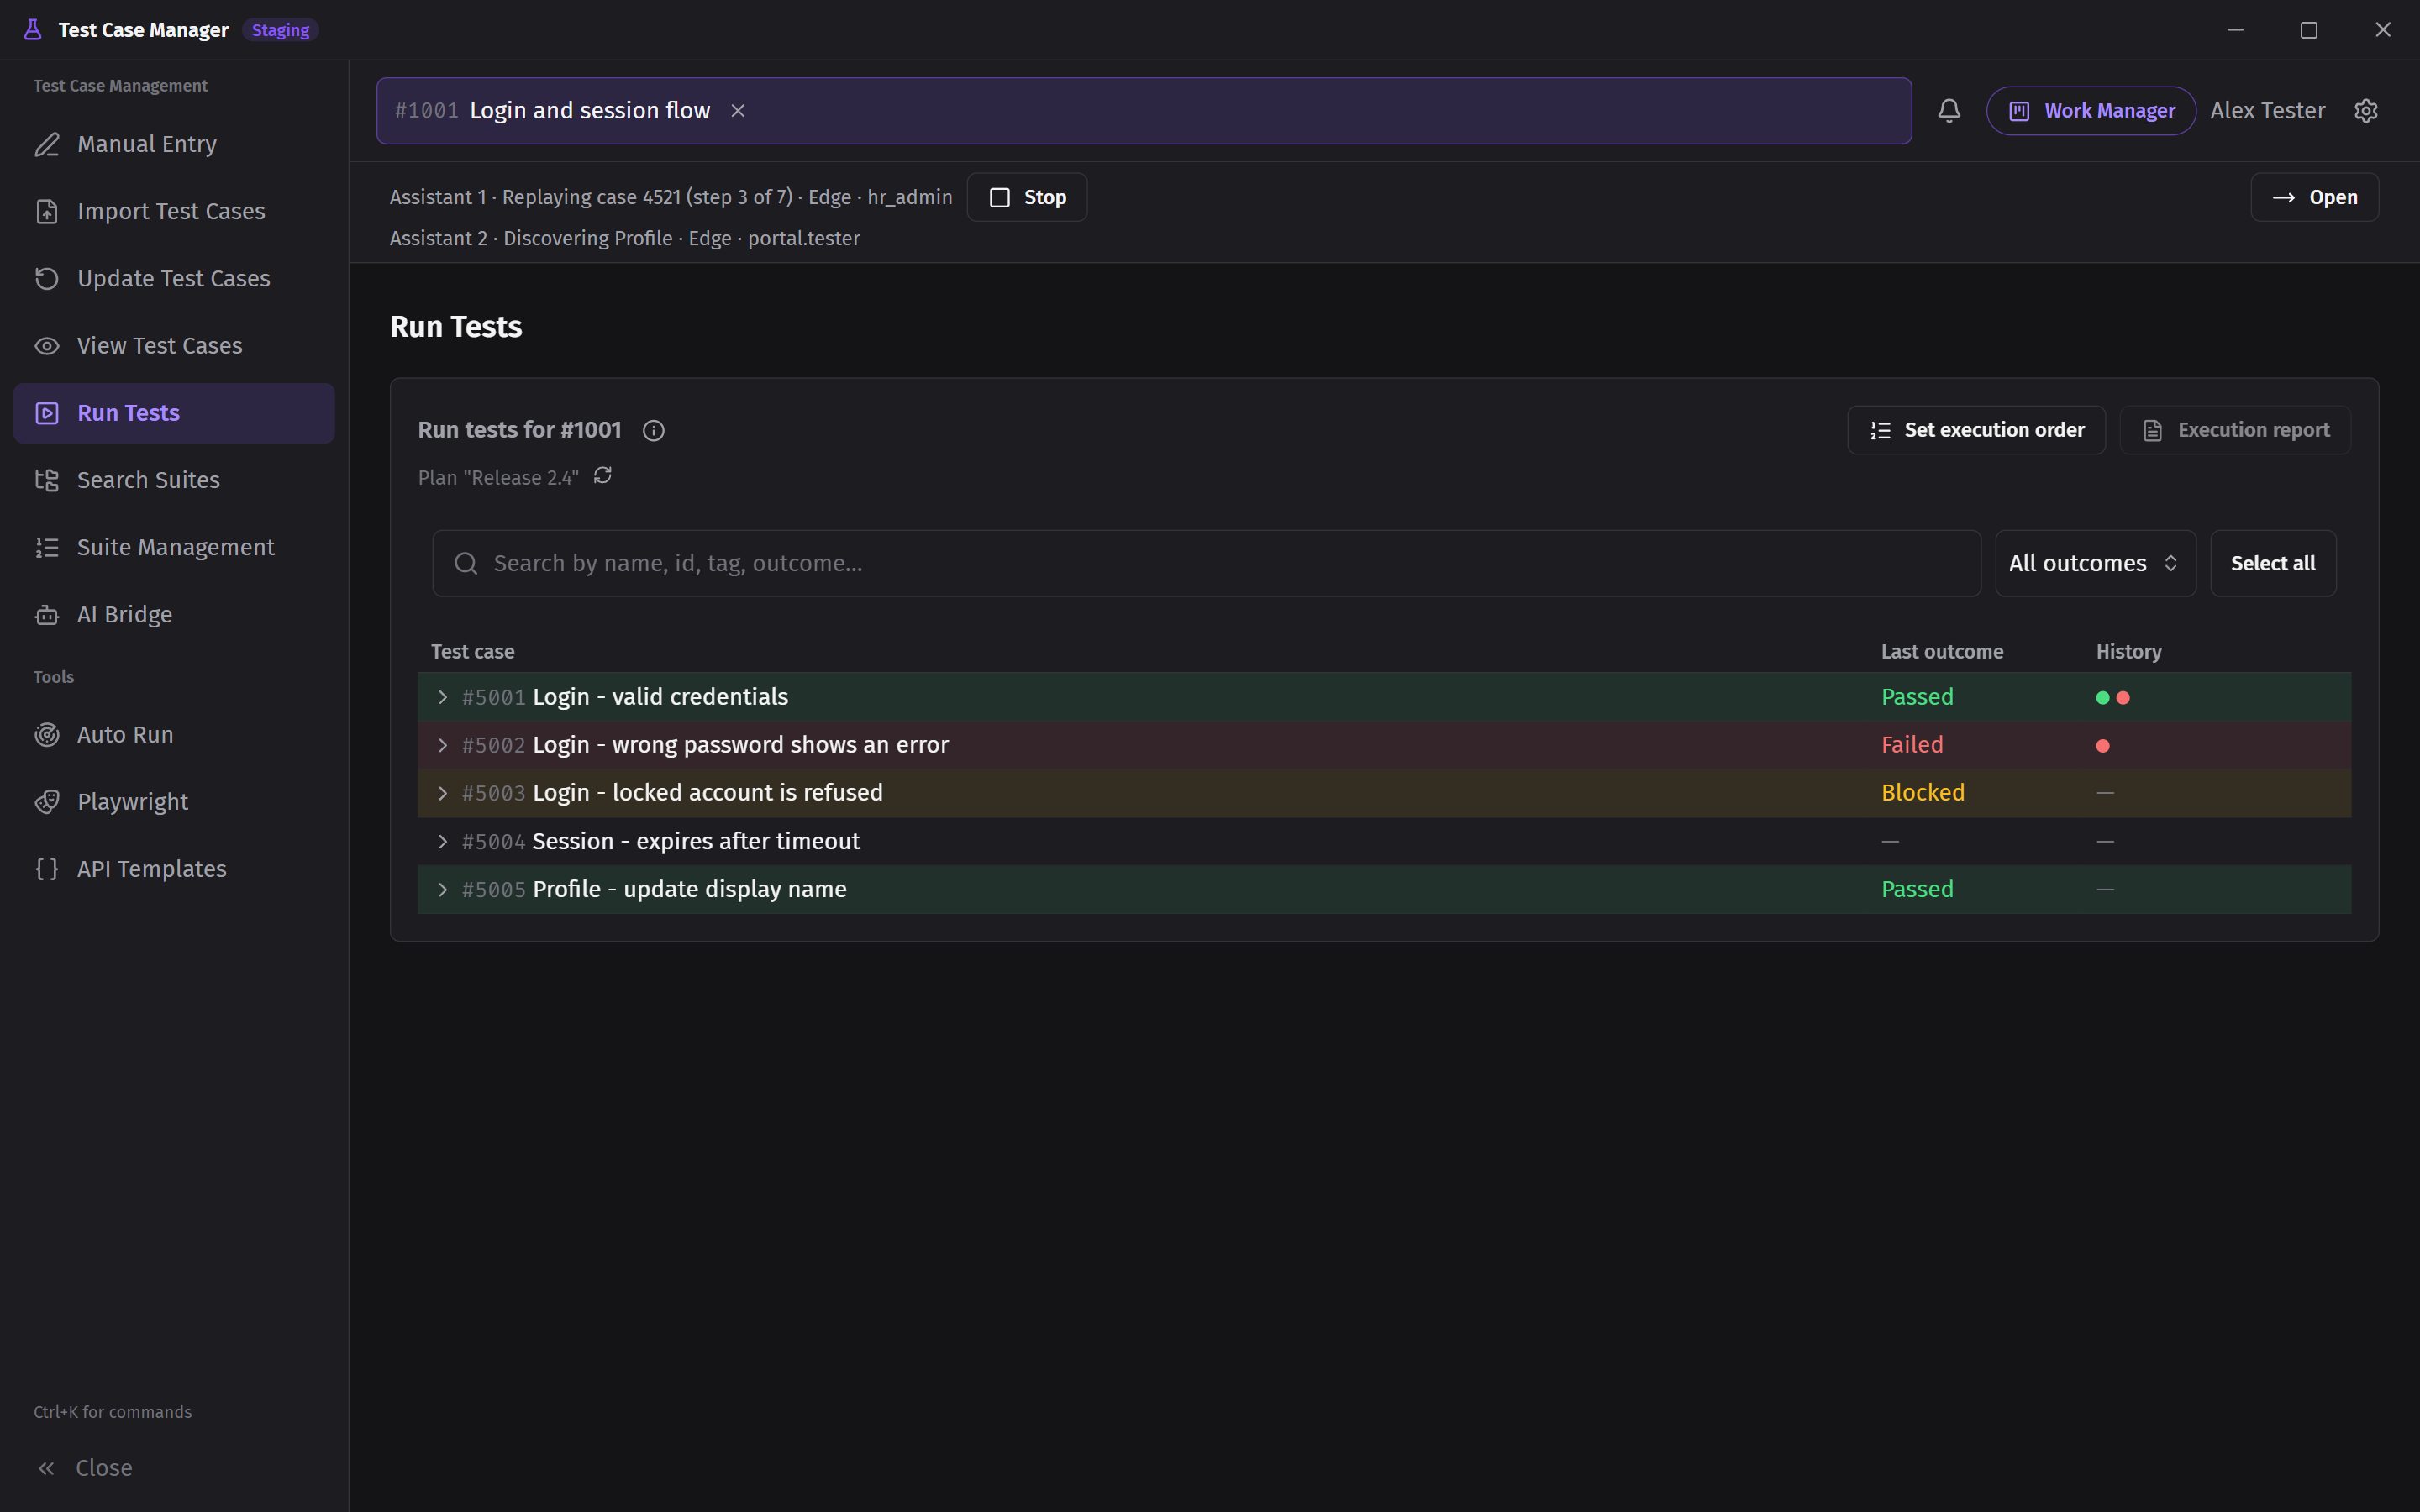 Test Case Manager Staging
Test Case Management
Manual Entry
Import Test Cases
Update Test Cases
View Test Cases
Run Tests
Search Suites
Suite Management
AI Bridge
Tools
Auto Run
Playwright
API Templates
Ctrl+K for commands
Close
#1001 Login and session flow
Work Manager
Alex Tester
Assistant 1 · Replaying case 4521 (step 3 of 7) · Edge · hr_admin
Stop
Open
Assistant 2 · Discovering Profile · Edge · portal.tester
Run Tests
Run tests for #1001
Set execution order
Execution report
Plan "Release 2.4"
Search by name, id, tag, outcome...
All outcomes
Select all
Test case Last outcome History
#5001 Login - valid credentials Passed
#5002 Login - wrong password shows an error Failed
#5003 Login - locked account is refused Blocked —
#5004 Session - expires after timeout — —
#5005 Profile - update display name Passed —